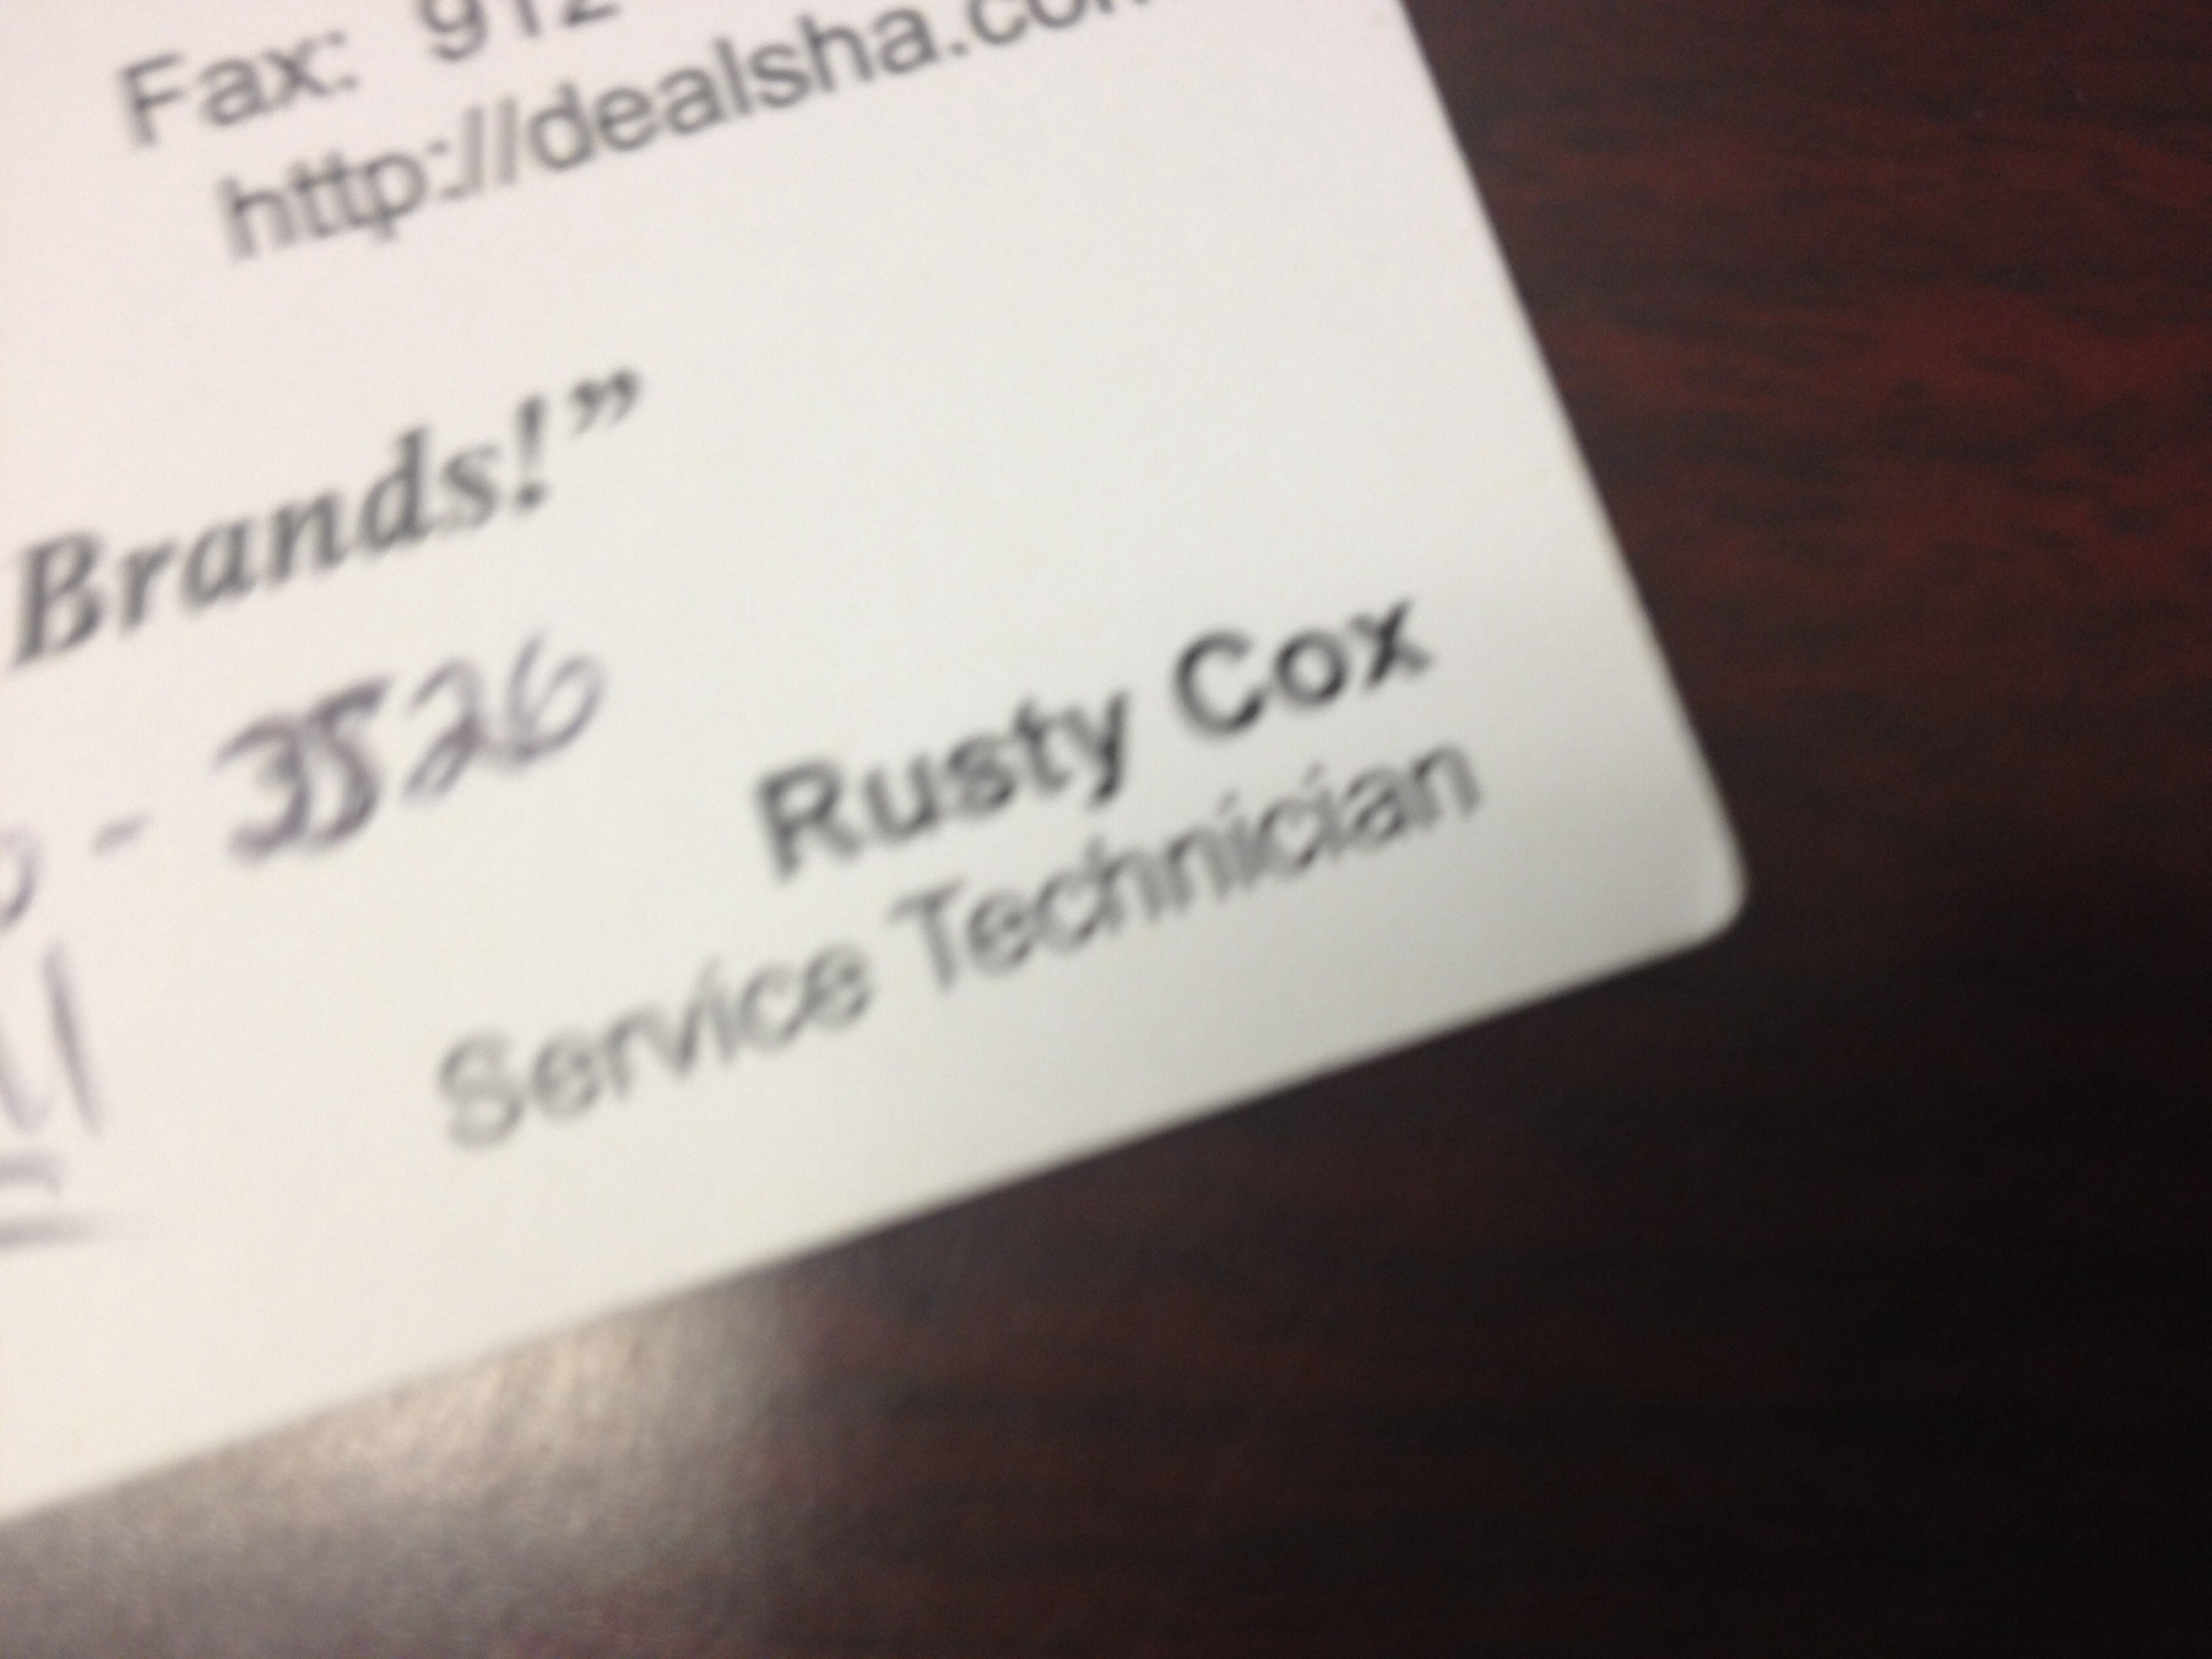 Fax: 912
http://dealsha.com
Brands!”
- 3526
Rusty Cox
Service Technician